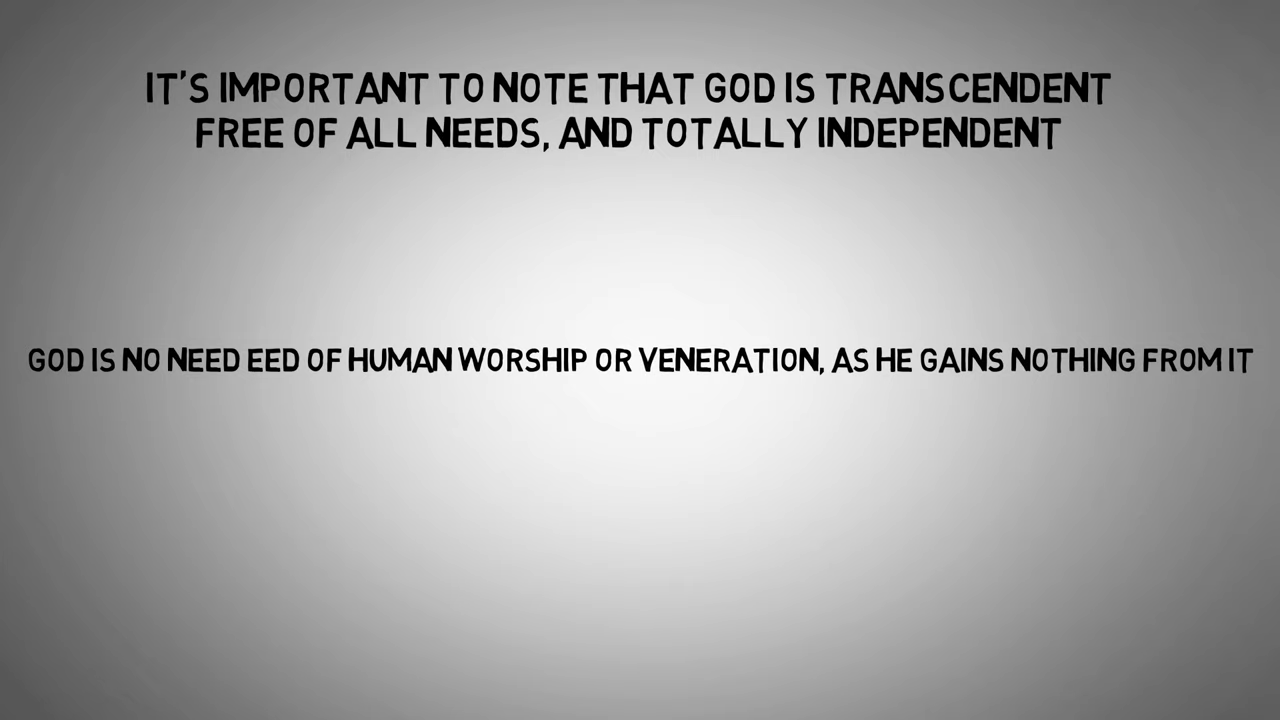 IT'S IMPORTANT TO NOTE THAT GOD IS TRANSCENDENT
FREE OF ALL NEEDS, AND TOTALLY INDEPENDENT
GOD IS NO NEED EED OF HUMAN WORSHIP OR VENERATION, AS HE GAINS NOTHING FROM IT